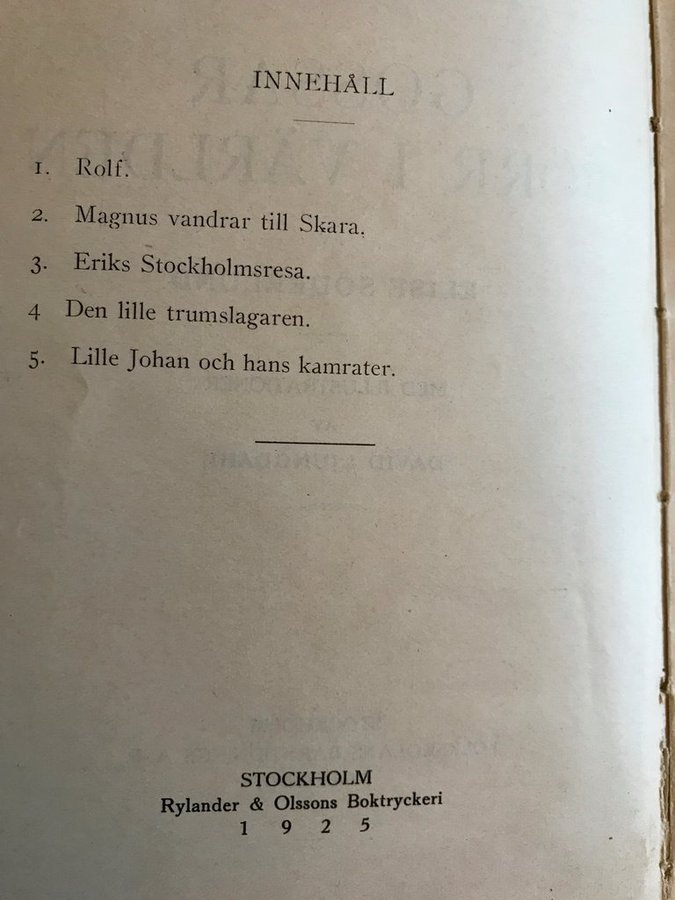 INNEHÅLL
1. Rolf.
2. Magnus vandrar till Skara.
3. Eriks Stockholmsresa.
4 Den lille trumslagaren.
5. Lille Johan och hans kamrater.
STOCKHOLM
Rylander & Olssons Boktryckeri
1 9 2 5